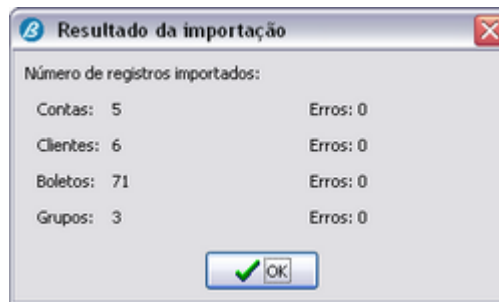 Resultado da importação
Número de registros importados:
Contas: 5 Erros: 0
Clientes: 6 Erros: 0
Boletos: 71 Erros: 0
Grupos: 3 Erros: 0
OK